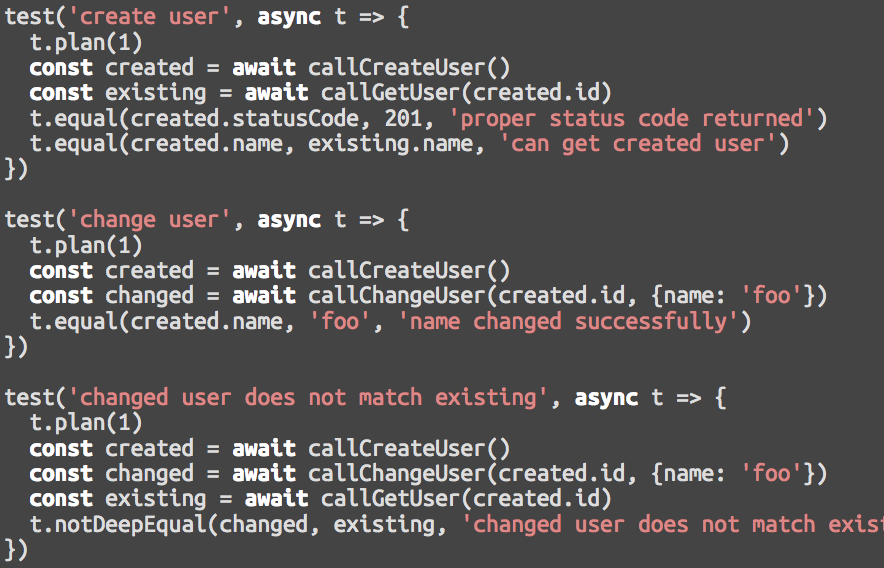 test('create user', async t => {
  t.plan(1)
  const created = await callCreateUser()
  const existing = await callGetUser(created.id)
  t.equal(created.statusCode, 201, 'proper status code returned')
  t.equal(created.name, existing.name, 'can get created user')
})

test('change user', async t => {
  t.plan(1)
  const created = await callCreateUser()
  const changed = await callChangeUser(created.id, {name: 'foo'})
  t.equal(created.name, 'foo', 'name changed successfully')
})

test('changed user does not match existing', async t => {
  t.plan(1)
  const created = await callCreateUser()
  const changed = await callChangeUser(created.id, {name: 'foo'})
  const existing = await callGetUser(created.id)
  t.notDeepEqual(changed, existing, 'changed user does not match exist
})